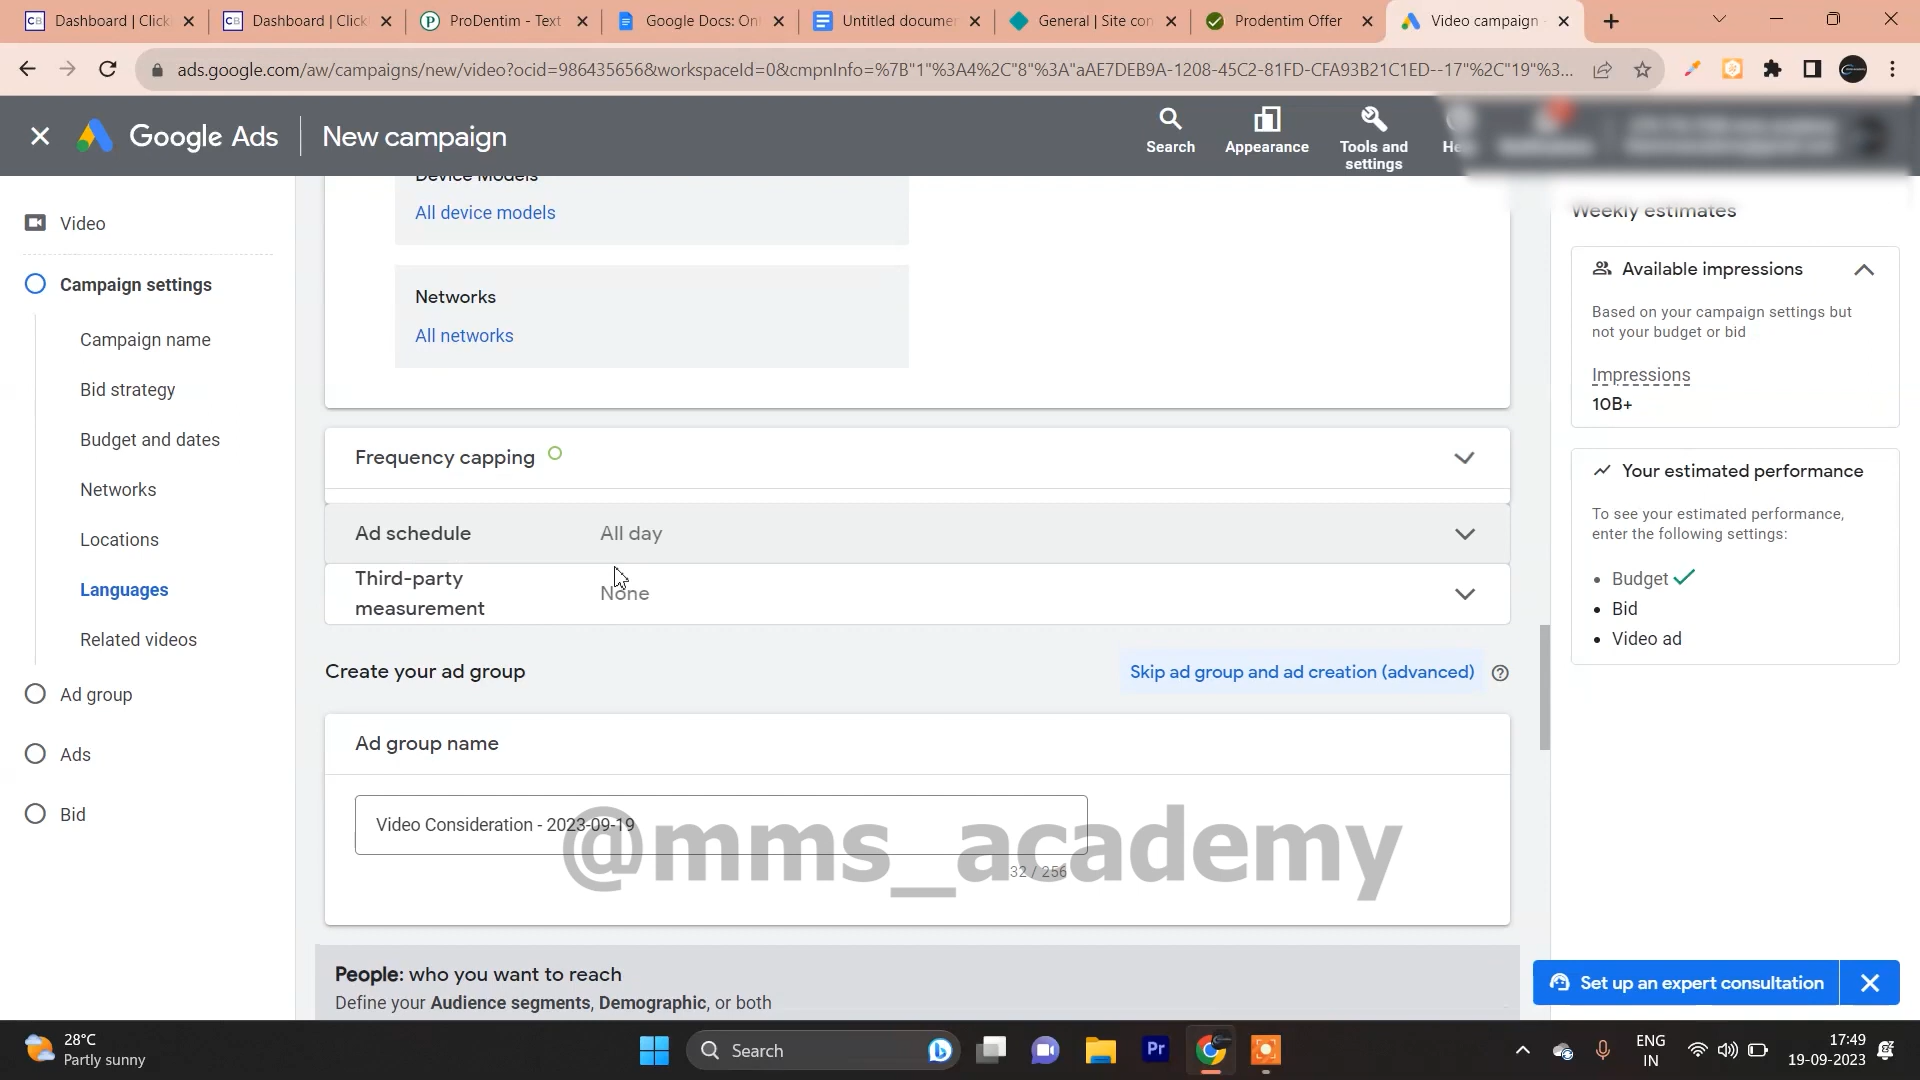 Dashboard | Click
Dashboard | Click
ProDentim - Text
Google Docs: Onl
Untitled documen
General | Site con
Prodentim Offer
Video campaign -
ads.google.com/aw/campaigns/new/video?ocid=986435656&workspaceId=0&cmpnInfo=%7B"1"%3A4%2C"8"%3A"aAE7DEB9A-1208-45C2-81FD-CFA93B21C1ED--17"%2C"19"%3...
Google Ads
New campaign
Search
Appearance
Tools and
settings
Video
Campaign settings
Campaign name
Bid strategy
Budget and dates
Networks
Locations
Languages
Related videos
Ad group
Ads
Bid
Device Models
All device models
Networks
All networks
Frequency capping
Ad schedule All day
Third-party
measurement None
Create your ad group
Skip ad group and ad creation (advanced)
Ad group name
Video Consideration - 2023-09-19
32 / 256
@mms_academy
People: who you want to reach
Define your Audience segments, Demographic, or both
Weekly estimates
Available impressions
Based on your campaign settings but
not your budget or bid
Impressions
10B+
Your estimated performance
To see your estimated performance,
enter the following settings:
Budget
Bid
Video ad
Set up an expert consultation
28°C
Partly sunny
Search
Pr
ENG
IN
17:49
19-09-2023